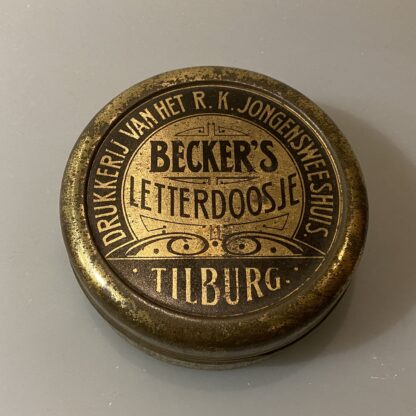 DRUKKERIJ VAN HET R. K. JONGENSWEESHUIS.
BECKER'S
LETTERDOOSJE
· TILBURG. ·